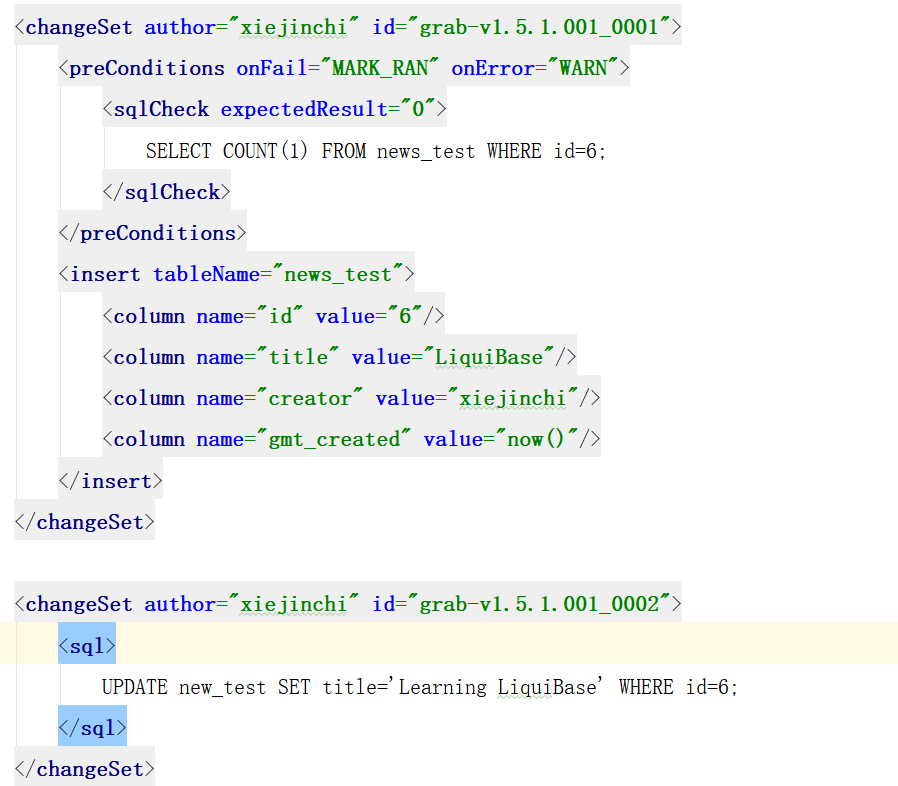 <changeSet author="xiejinchi" id="grab-v1.5.1.001_0001">
<preConditions onFail="MARK_RAN" onError="WARN">
<sqlCheck expectedResult="0">
SELECT COUNT(1) FROM news_test WHERE id=6;
</sqlCheck>
</preConditions>
<insert tableName="news_test">
<column name="id" value="6"/>
<column name="title" value="LiquiBase"/>
<column name="creator" value="xiejinchi"/>
<column name="gmt_created" value="now()"/>
</insert>
</changeSet>
<changeSet author="xiejinchi" id="grab-v1.5.1.001_0002">
<sql>
UPDATE new_test SET title='Learning LiquiBase' WHERE id=6;
</sql>
</changeSet>